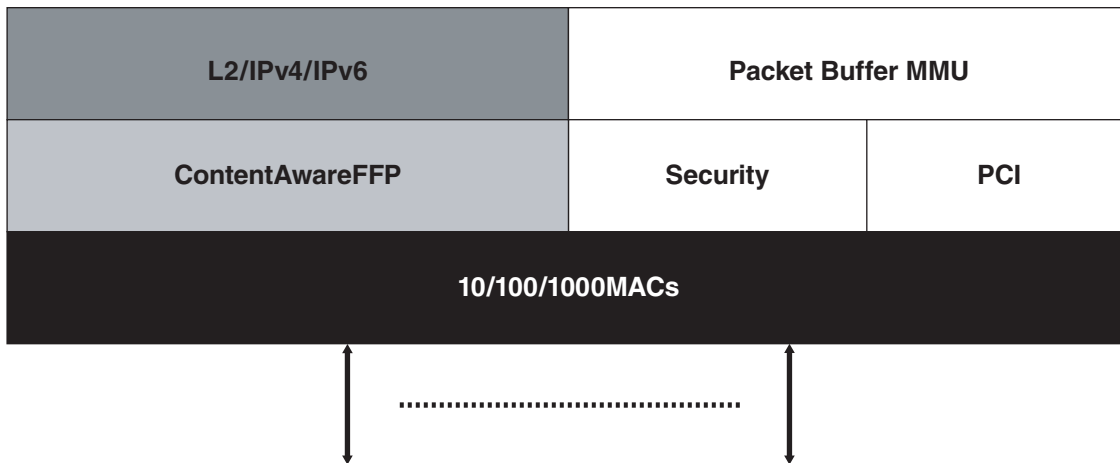 L2/IPv4/IPv6
Packet Buffer MMU
ContentAwareFFP
Security
PCI
10/100/1000MACs